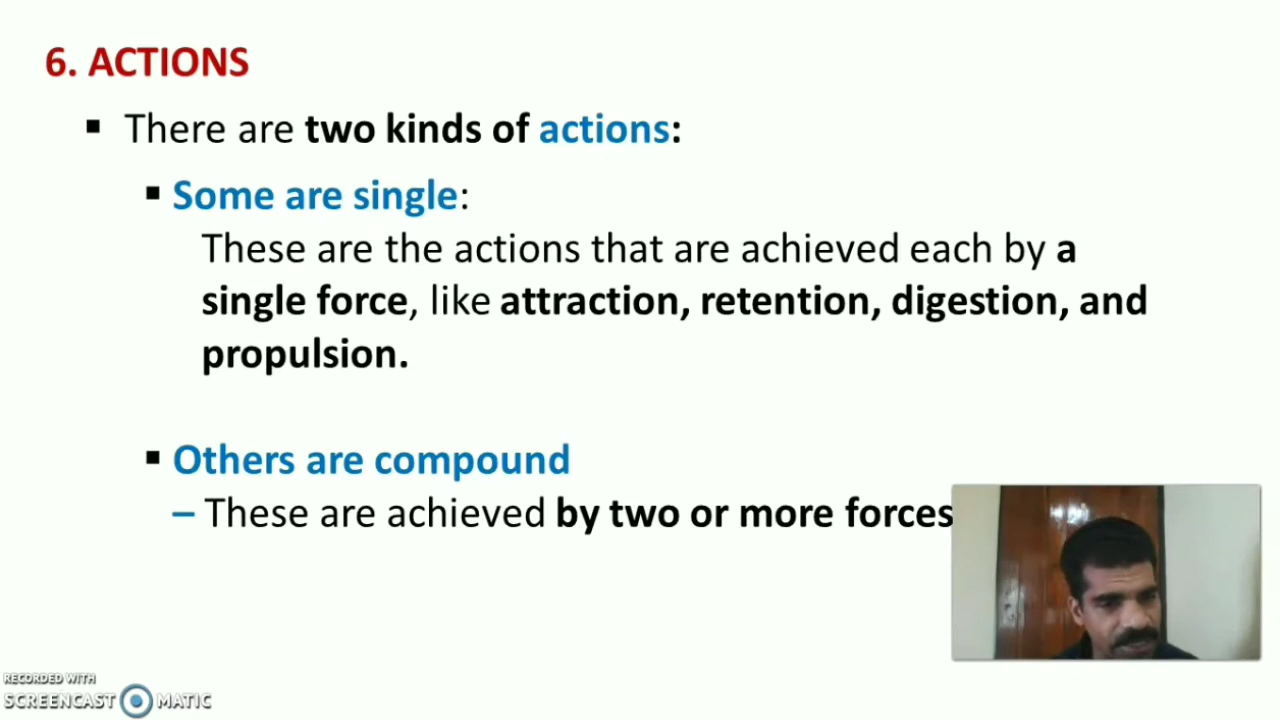 6. ACTIONS
▪ There are two kinds of actions:
▪ Some are single:
These are the actions that are achieved each by a
single force, like attraction, retention, digestion, and
propulsion.
▪ Others are compound
– These are achieved by two or more forces
RECORDED WITH
SCREENCAST MATIC